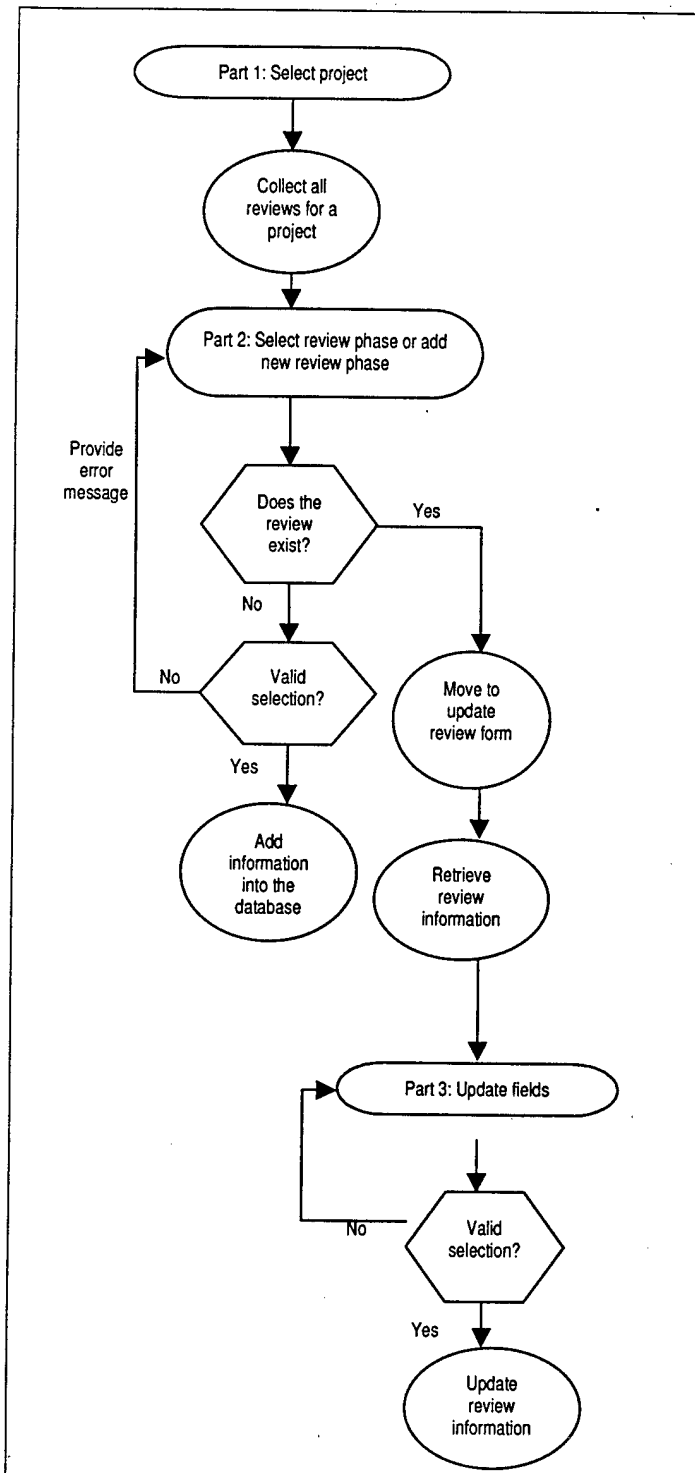 Part 1: Select project
Collect all
reviews for a
project
Part 2: Select review phase or add
new review phase
Provide
error
message
Does the
review
exist?
Yes
No
No
Valid
selection?
Move to
update
review form
Yes
Add
information
into the
database
Retrieve
review
information
Part 3: Update fields
No
Valid
selection?
Yes
Update
review
information